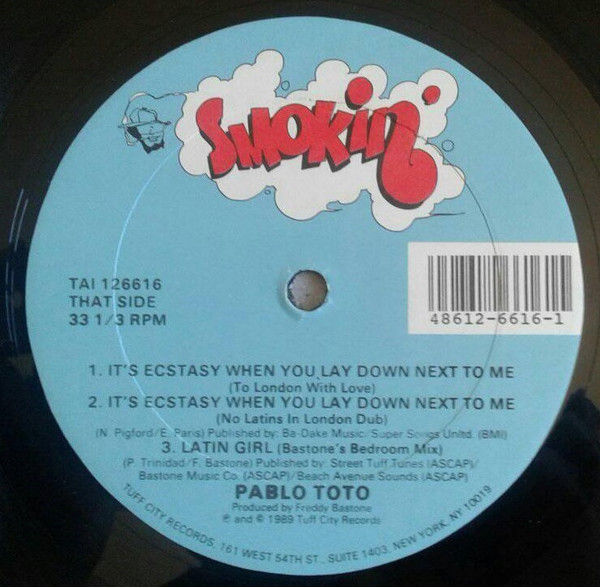 Smokin'
TAI 126616
THAT SIDE
33 1/3 RPM
48612-6616-1
1. IT'S ECSTASY WHEN YOU LAY DOWN NEXT TO ME
(To London With Love)
2. IT'S ECSTASY WHEN YOU LAY DOWN NEXT TO ME
(No Latins In London Dub)
(N. Pigford/E. Paris) Published by: Ba-Dake Music/Super Songs Unltd. (BMI)
3. LATIN GIRL (Bastone's Bedroom Mix)
(P. Trinidad/F. Bastone) Published by: Street Tuff Tunes (ASCAP)/
Bastone Music Co. (ASCAP)/Beach Avenue Sounds (ASCAP)
PABLO TOTO
Produced by Freddy Bastone
℗ and © 1989 Tuff City Records
TUFF CITY RECORDS, 161 WEST 54TH ST., SUITE 1403, NEW YORK, NY 10019